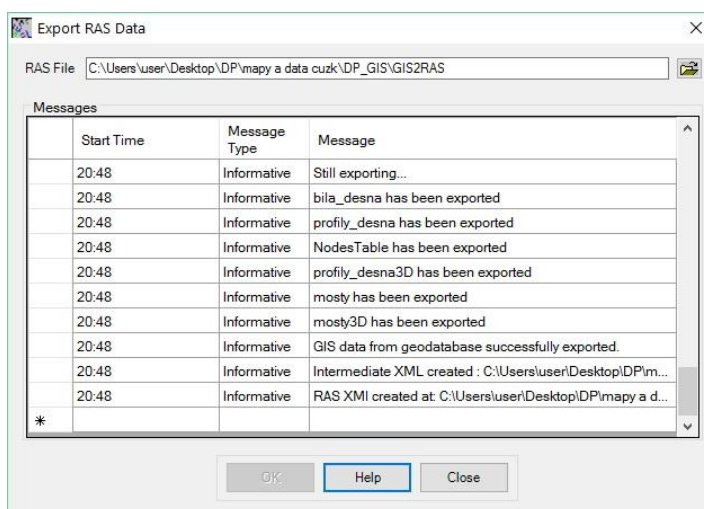 Export RAS Data
RAS File C:\Users\user\Desktop\DP\mapy a data cuzk\DP_GIS\GIS2RAS
Messages
Start Time Message Type Message
20:48 Informative Still exporting...
20:48 Informative bila_desna has been exported
20:48 Informative profily_desna has been exported
20:48 Informative NodesTable has been exported
20:48 Informative profily_desna3D has been exported
20:48 Informative mosty has been exported
20:48 Informative mosty3D has been exported
20:48 Informative GIS data from geodatabase successfully exported.
20:48 Informative Intermediate XML created : C:\Users\user\Desktop\DP\m...
20:48 Informative RAS XMl created at: C:\Users\user\Desktop\DP\mapy a d...
OK Help Close